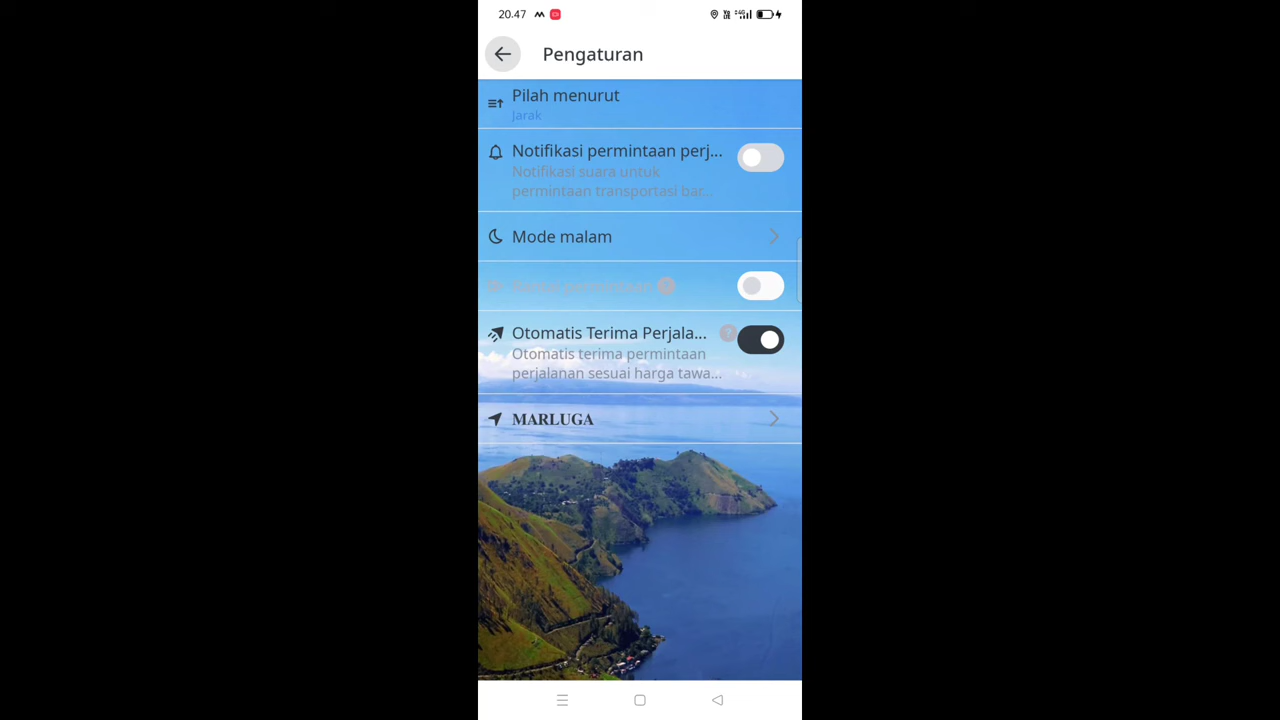 20.47
Pengaturan
Pilah menurut
Jarak
Notifikasi permintaan perj...
Notifikasi suara untuk
permintaan transportasi bar...
Mode malam
Otomatis Terima Perjala...
?
Otomatis terima permintaan
perjalanan sesuai harga tawa...
MARLUGA